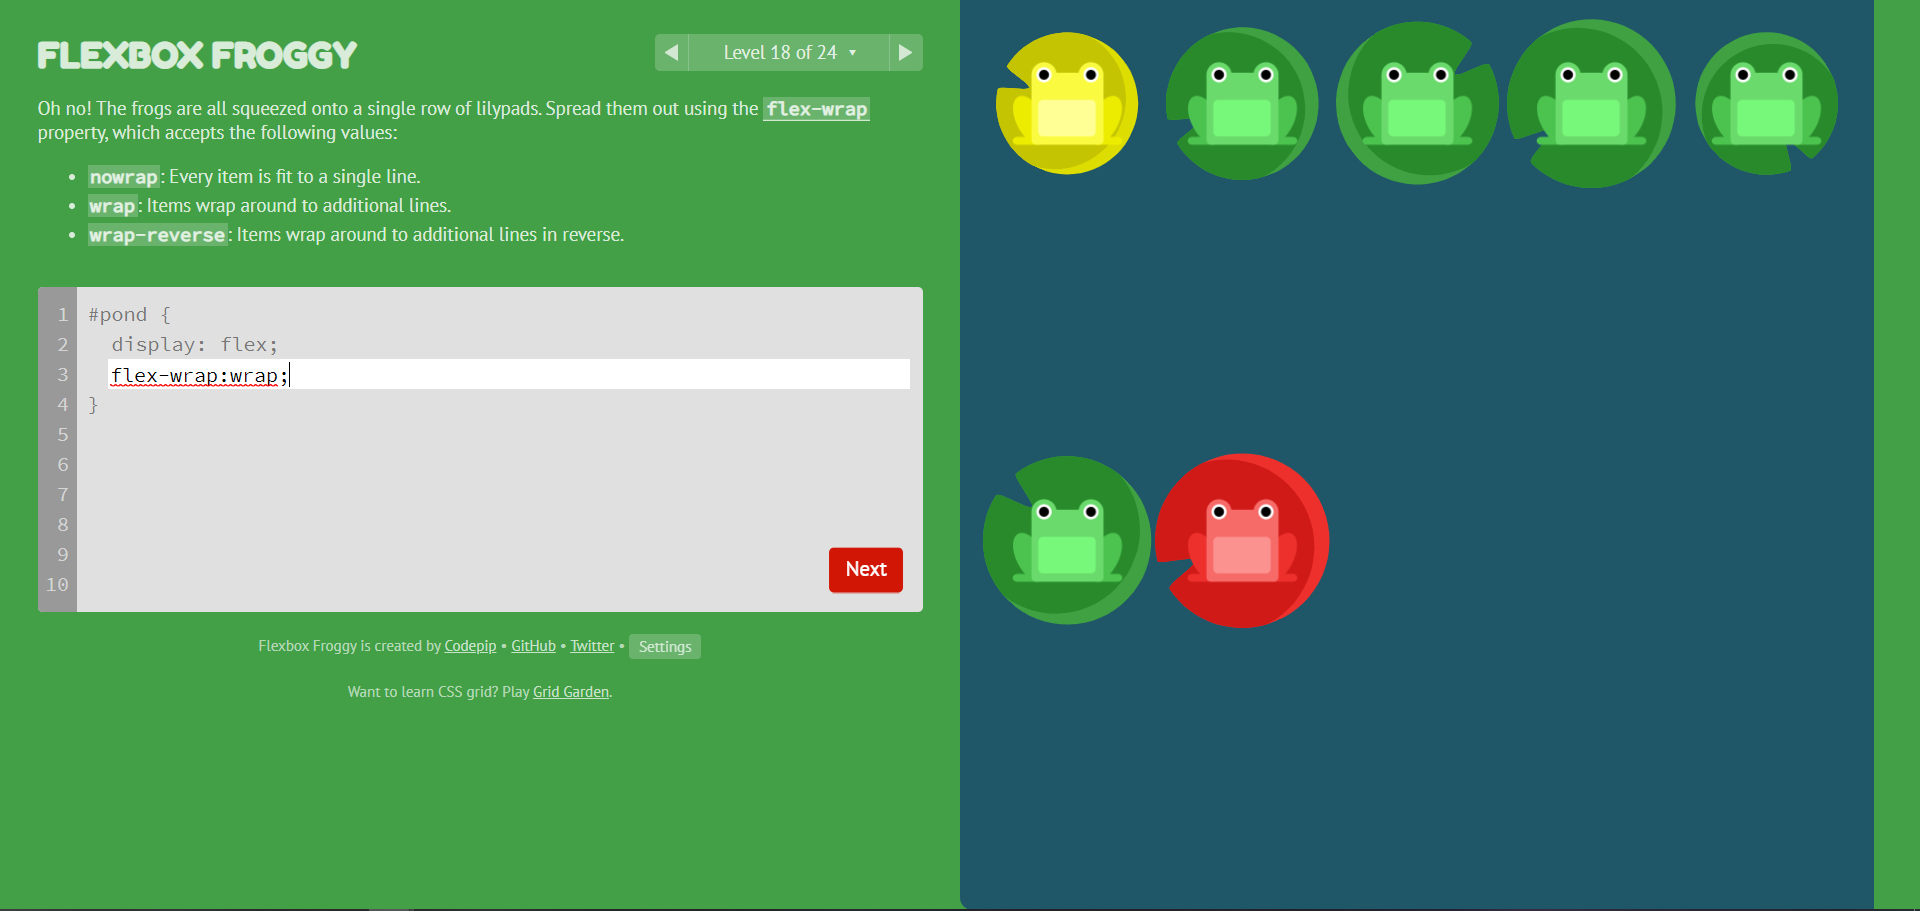 FLEXBOX FROGGY
Level 18 of 24 ▾
Oh no! The frogs are all squeezed onto a single row of lilypads. Spread them out using the flex-wrap
property, which accepts the following values:
• nowrap: Every item is fit to a single line.
• wrap: Items wrap around to additional lines.
• wrap-reverse: Items wrap around to additional lines in reverse.
1 #pond {
2 display: flex;
3 flex-wrap:wrap;
4 }
5
6
7
8
9
10
Next
Flexbox Froggy is created by Codepip • GitHub • Twitter • Settings
Want to learn CSS grid? Play Grid Garden.